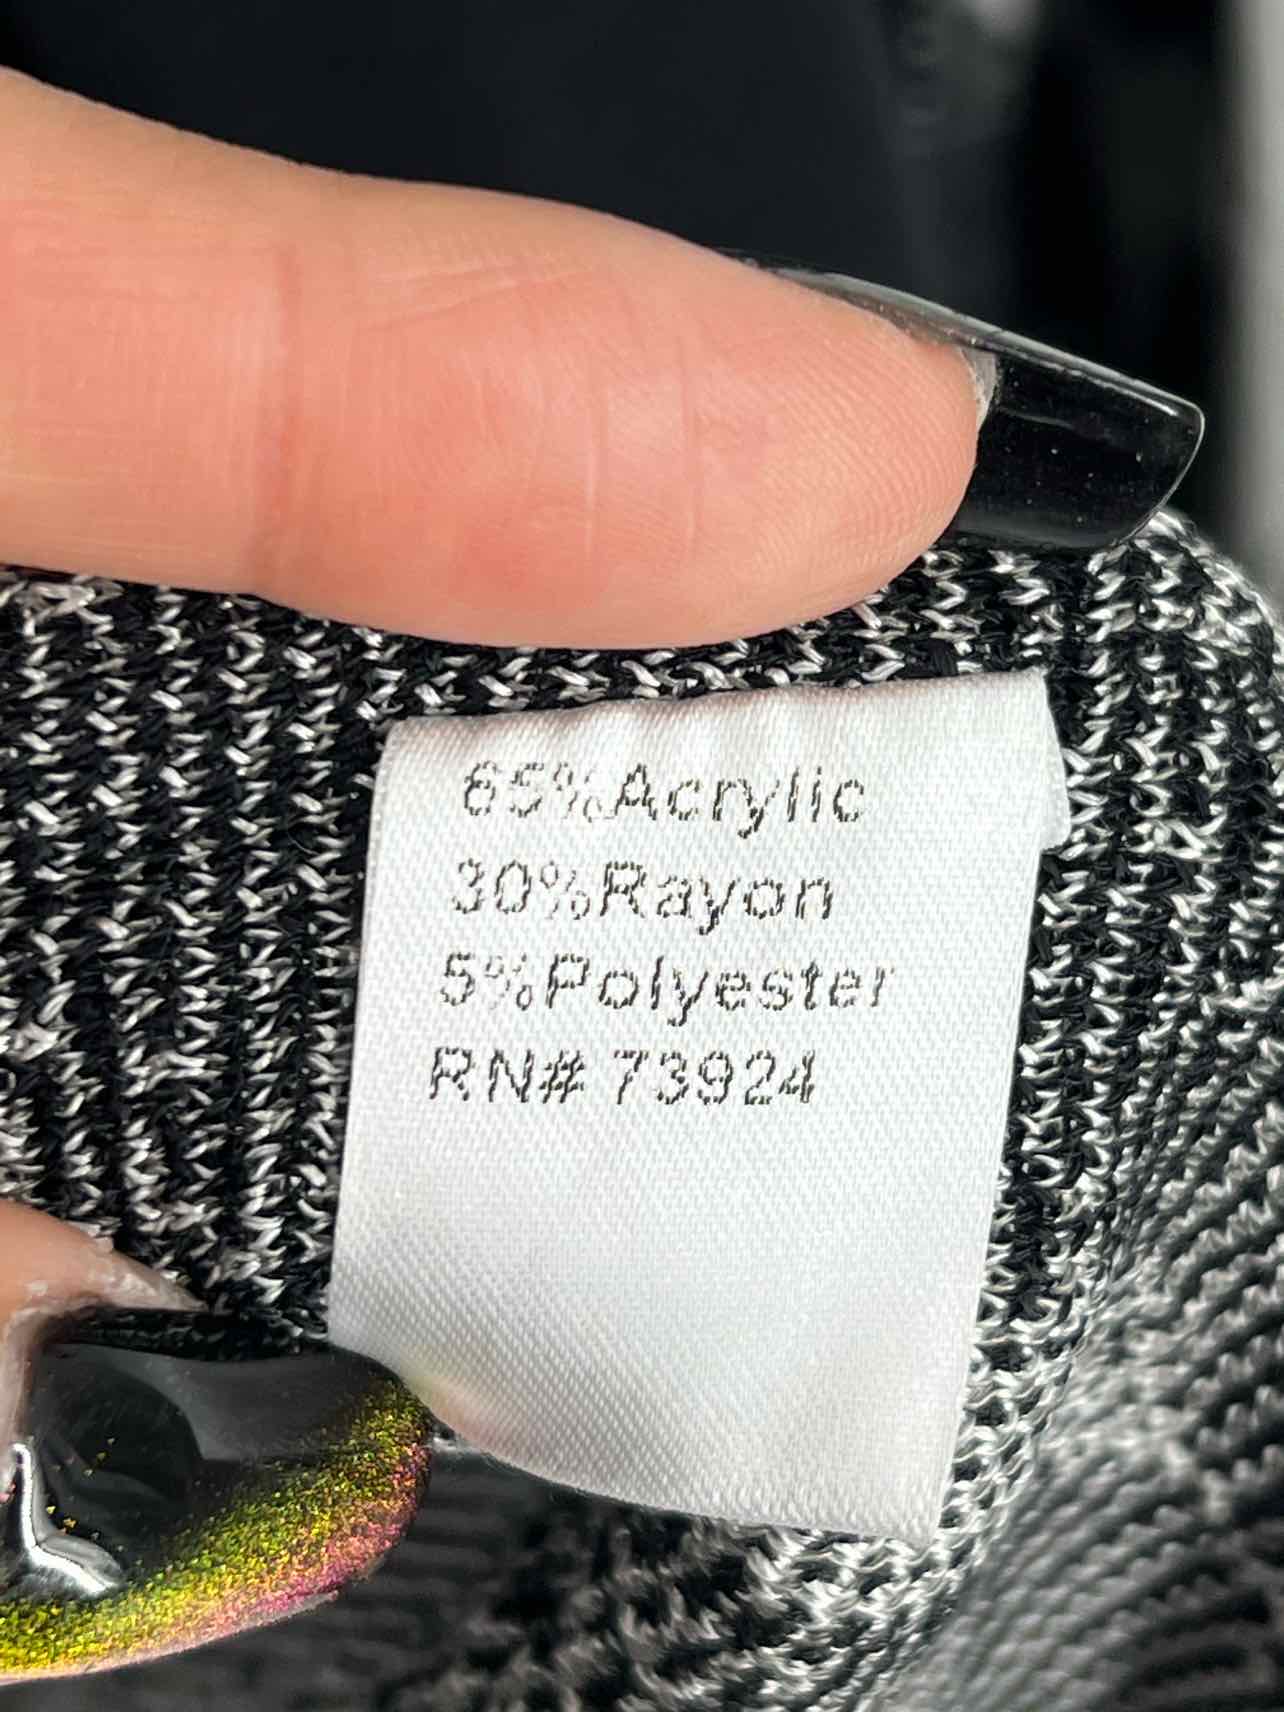 65%Acrylic
30%Rayon
5%Polyester
RN# 73924